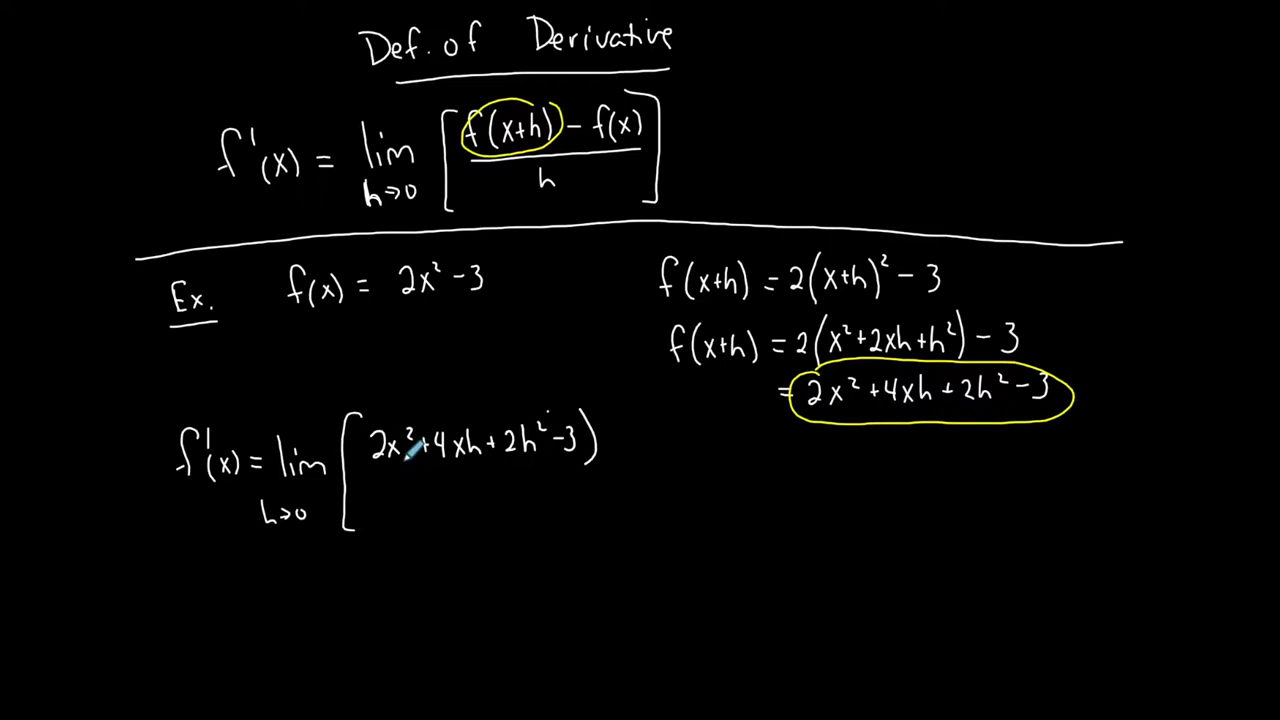 Def. of Derivative
f'(x) = lim h→0 [ f(x+h) - f(x) / h ]
Ex. f(x) = 2x² - 3
f(x+h) = 2(x+h)² - 3
f(x+h) = 2(x² + 2xh + h²) - 3
= 2x² + 4xh + 2h² - 3
f'(x) = lim h→0 [ 2x² + 4xh + 2h² - 3)